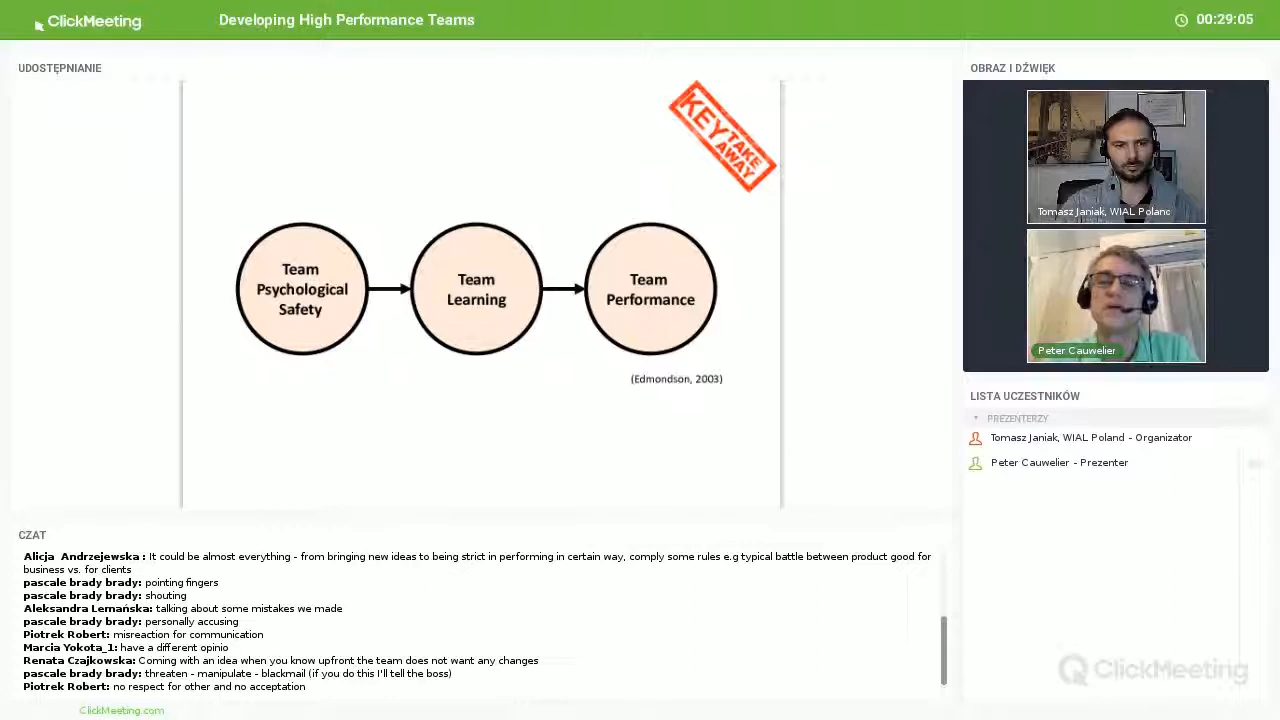 ClickMeeting
Developing High Performance Teams
00:29:05
UDOSTĘPNIANIE
KEY TAKE AWAY
Team
Psychological
Safety
Team
Learning
Team
Performance
(Edmondson, 2003)
OBRAZ I DŹWIĘK
Tomasz Janiak, WIAL Poland
Peter Cauwelier
LISTA UCZESTNIKÓW
PREZENTERZY
Tomasz Janiak, WIAL Poland - Organizator
Peter Cauwelier - Prezenter
CZAT
Alicja Andrzejewska : It could be almost everything - from bringing new ideas to being strict in performing in certain way, comply some rules e.g typical battle between product good for
business vs. for clients
pascale brady brady: pointing fingers
pascale brady brady: shouting
Aleksandra Lemańska: talking about some mistakes we made
pascale brady brady: personally accusing
Piotrek Robert: misreaction for communication
Marcia Yokota_1: have a different opinio
Renata Czajkowska: Coming with an idea when you know upfront the team does not want any changes
pascale brady brady: threaten - manipulate - blackmail (if you do this I'll tell the boss)
Piotrek Robert: no respect for other and no acceptation
ClickMeeting
ClickMeeting.com